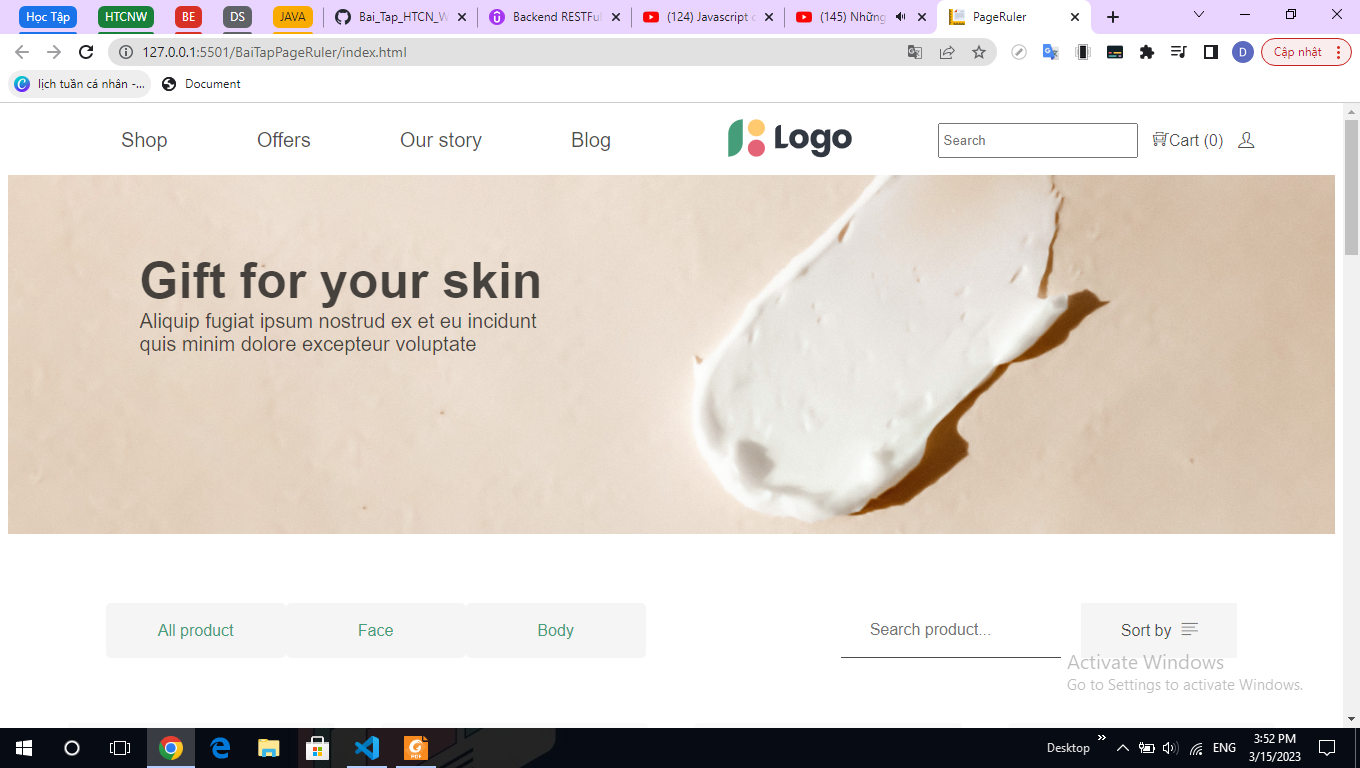 Học Tập
HTCNW
BE
DS
JAVA
Bai_Tap_HTCN_W
Backend RESTFul
(124) Javascript c
(145) Những
PageRuler
127.0.0.1:5501/BaiTapPageRuler/index.html
D
Cập nhật
lịch tuần cá nhân -...
Document
Shop
Offers
Our story
Blog
Logo
Search
Cart (0)
Gift for your skin
Aliquip fugiat ipsum nostrud ex et eu incidunt
quis minim dolore excepteur voluptate
All product
Face
Body
Search product...
Sort by
Activate Windows
Go to Settings to activate Windows.
Desktop
ENG
3:52 PM
3/15/2023